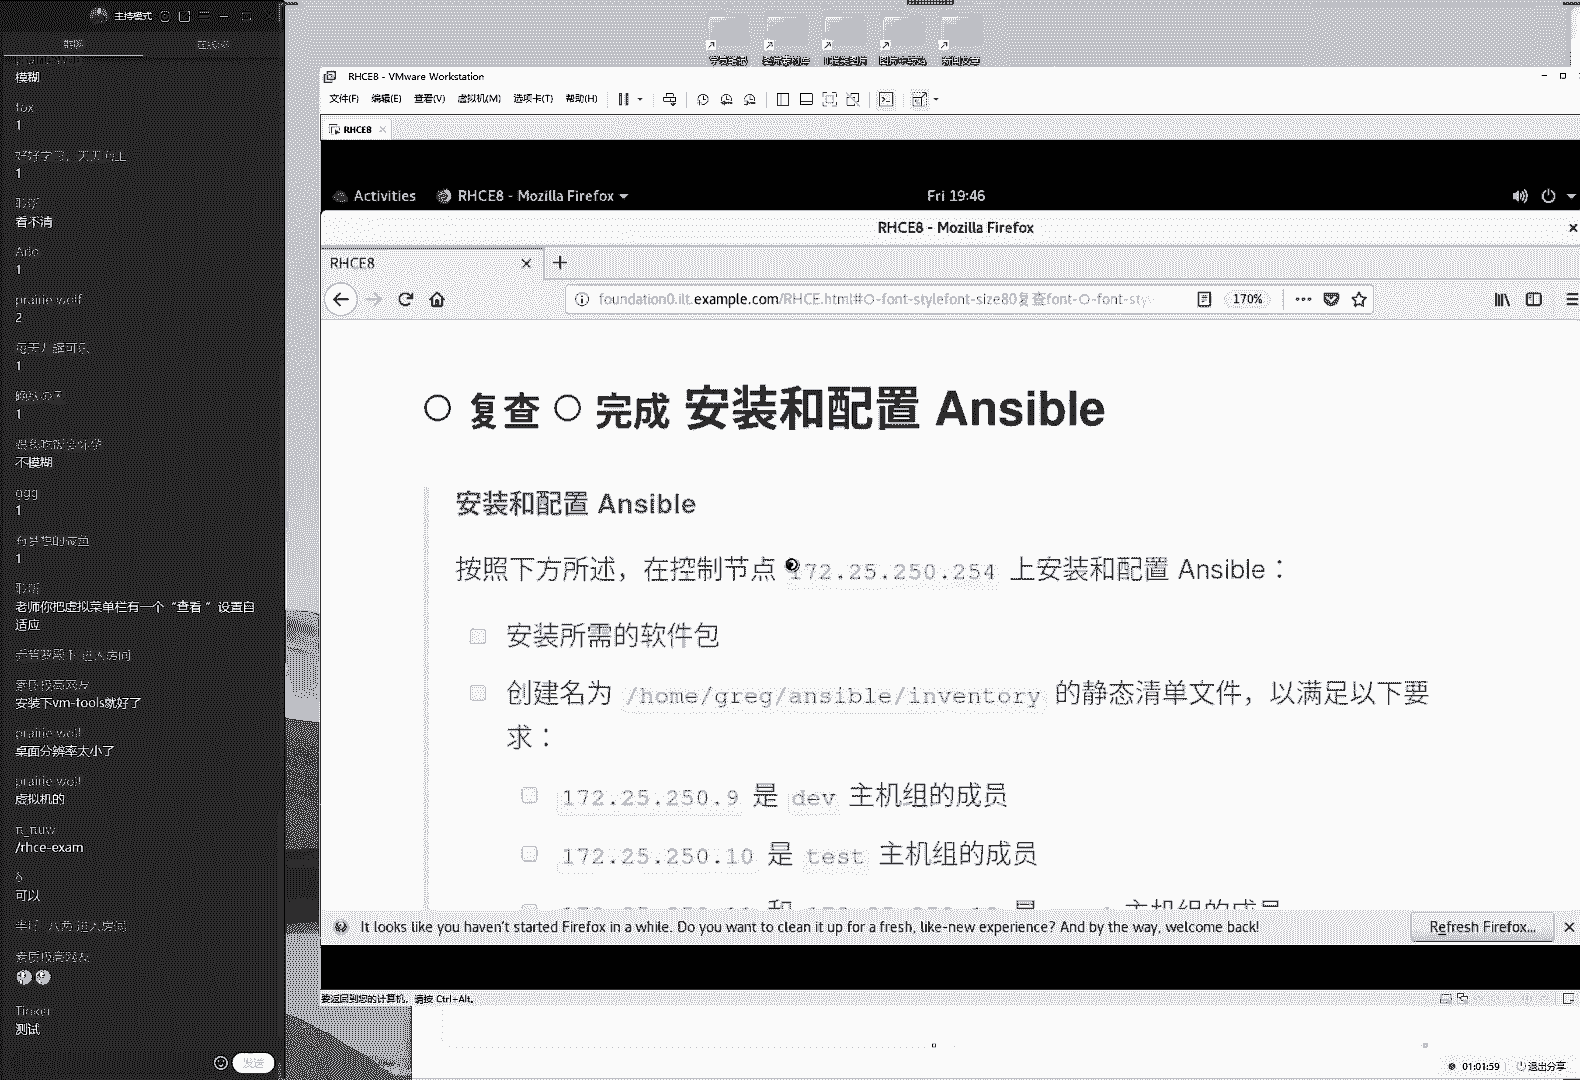 主持模式
模糊
fox
1
1
看不清
1
prairie wolf
2
1
1
不模糊
qqq
1
1
老师你把虚拟菜单栏有一个“查看 ”设置自
适应
安装下vm-tools就好了
prairie wolf
桌面分辨率太小了
prairie wolf
虚拟机的
/rhce-exam
可以
进入房间
Tinker
测试
发送
RHCE8 - VMware Workstation
文件(F) 编辑(E) 查看(V) 虚拟机(M) 选项卡(T) 帮助(H)
RHCE8
Activities RHCE8 - Mozilla Firefox Fri 19:46
RHCE8 - Mozilla Firefox
RHCE8
foundation0.ilt.example.com/RHCE.html#O-font-stylefont-size80复查font-O-font-sty 170%
复查 完成 安装和配置 Ansible
安装和配置 Ansible
按照下方所述，在控制节点 172.25.250.254 上安装和配置 Ansible：
安装所需的软件包
创建名为 /home/greg/ansible/inventory 的静态清单文件，以满足以下要
求：
172.25.250.9 是 dev 主机组的成员
172.25.250.10 是 test 主机组的成员
主机组的成员
It looks like you haven't started Firefox in a while. Do you want to clean it up for a fresh, like-new experience? And by the way, welcome back! Refresh Firefox...
要返回到您的计算机，请按 Ctrl+Alt。
01:01:59 退出分享